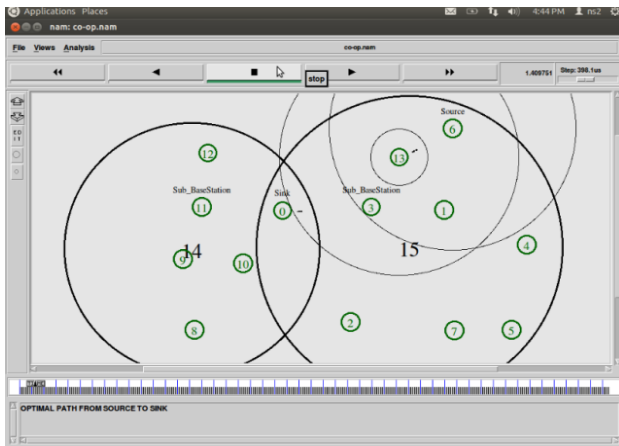 Applications Places
4:44 PM ns2
nam: co-op.nam
File Views Analysis co-op.nam
stop
1.409751 Step: 398.1us
ED
IT
Source
6
12
13
Sub_BaseStation
Sink
Sub_BaseStation
11
0
3
1
4
14
15
9
10
8
2
7
5
OPTIMAL PATH FROM SOURCE TO SINK